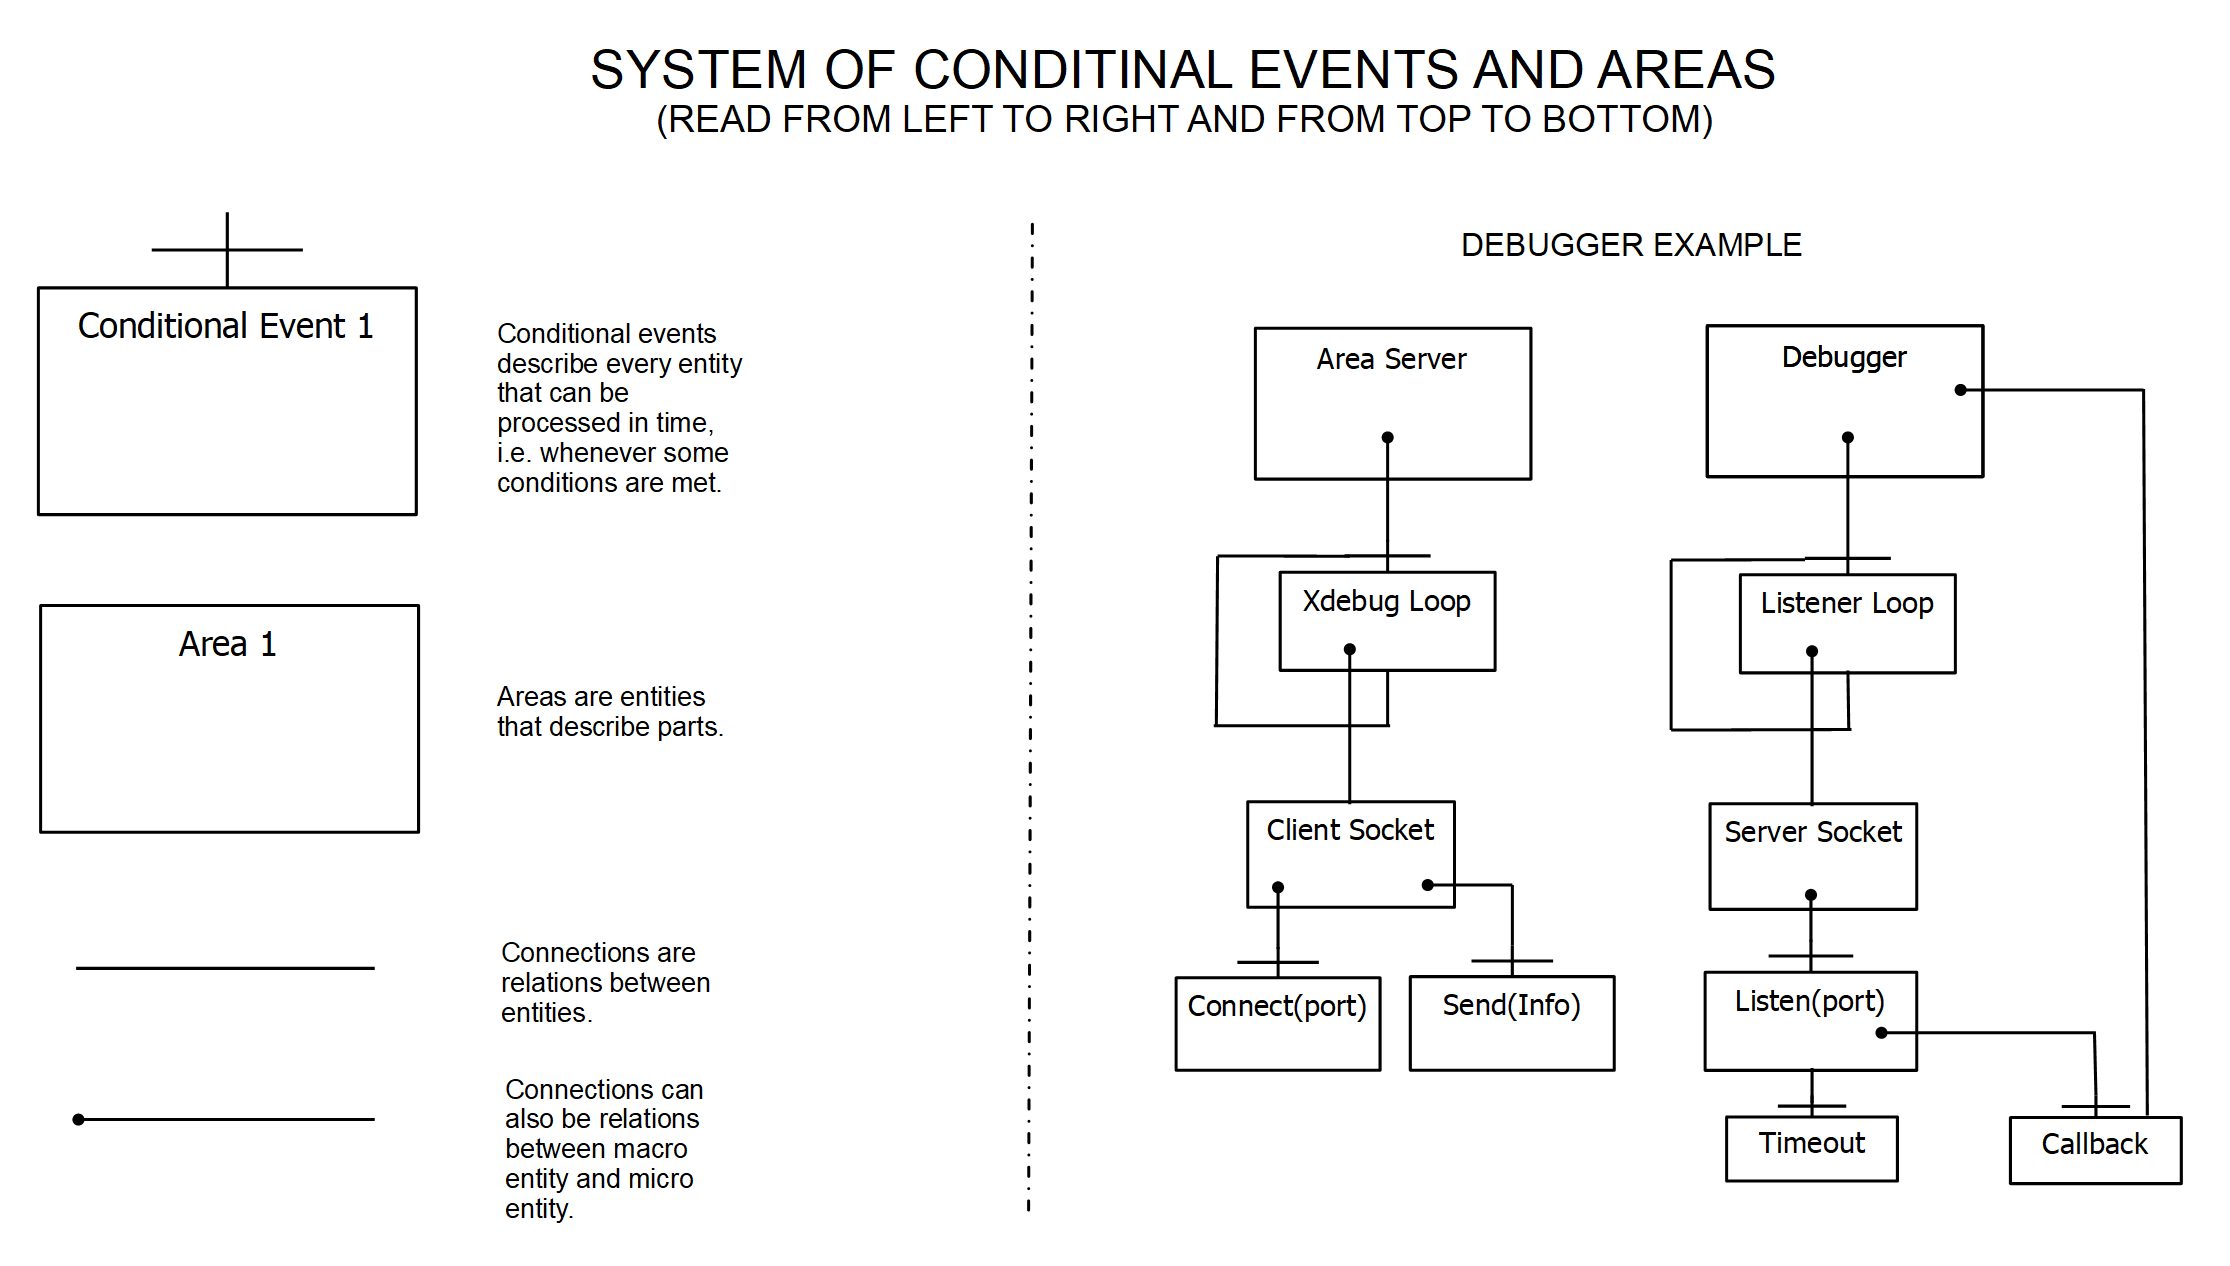 SYSTEM OF CONDITINAL EVENTS AND AREAS
(READ FROM LEFT TO RIGHT AND FROM TOP TO BOTTOM)
Conditional Event 1
Conditional events
describe every entity
that can be
processed in time,
i.e. whenever some
conditions are met.
Area 1
Areas are entities
that describe parts.
Connections are
relations between
entities.
Connections can
also be relations
between macro
entity and micro
entity.
DEBUGGER EXAMPLE
Area Server
Debugger
Xdebug Loop
Listener Loop
Client Socket
Server Socket
Connect(port)
Send(Info)
Listen(port)
Timeout
Callback